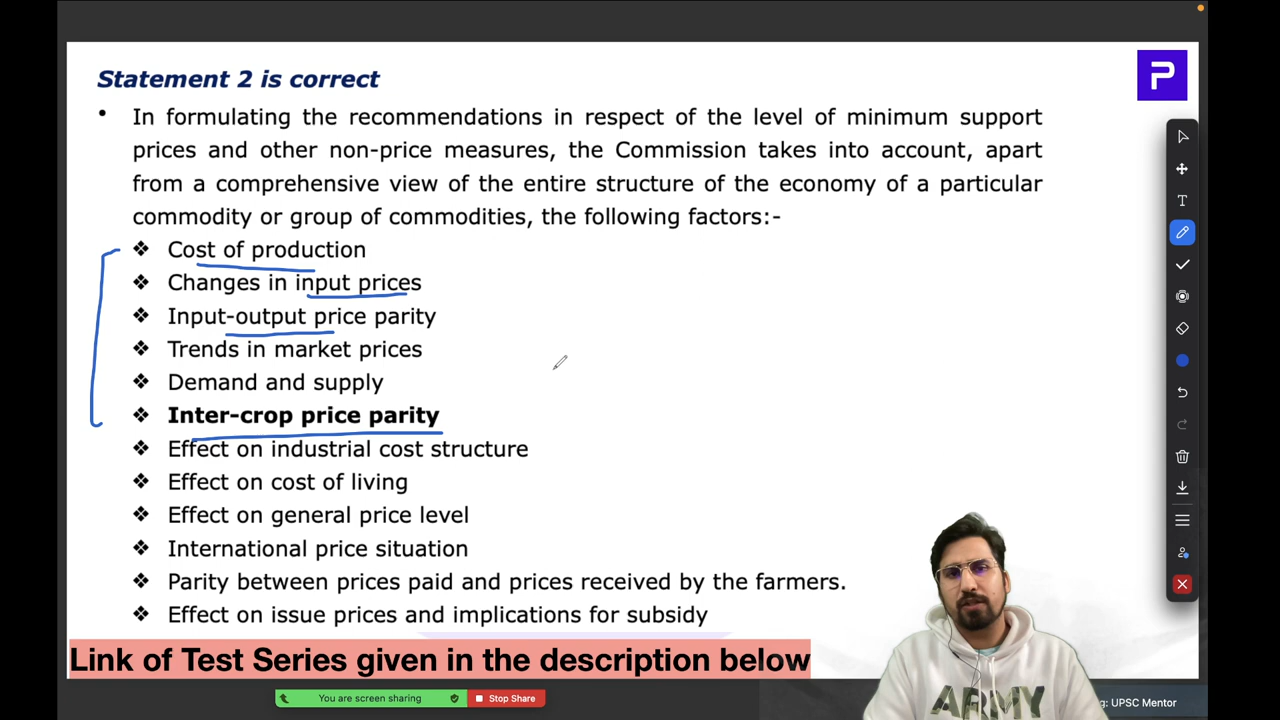 Statement 2 is correct
P
• In formulating the recommendations in respect of the level of minimum support
prices and other non-price measures, the Commission takes into account, apart
from a comprehensive view of the entire structure of the economy of a particular
commodity or group of commodities, the following factors:-
❖ Cost of production
❖ Changes in input prices
❖ Input-output price parity
❖ Trends in market prices
❖ Demand and supply
❖ Inter-crop price parity
❖ Effect on industrial cost structure
❖ Effect on cost of living
❖ Effect on general price level
❖ International price situation
❖ Parity between prices paid and prices received by the farmers.
❖ Effect on issue prices and implications for subsidy
Link of Test Series given in the description below
You are screen sharing
Stop Share
ARMY
UPSC Mentor
T